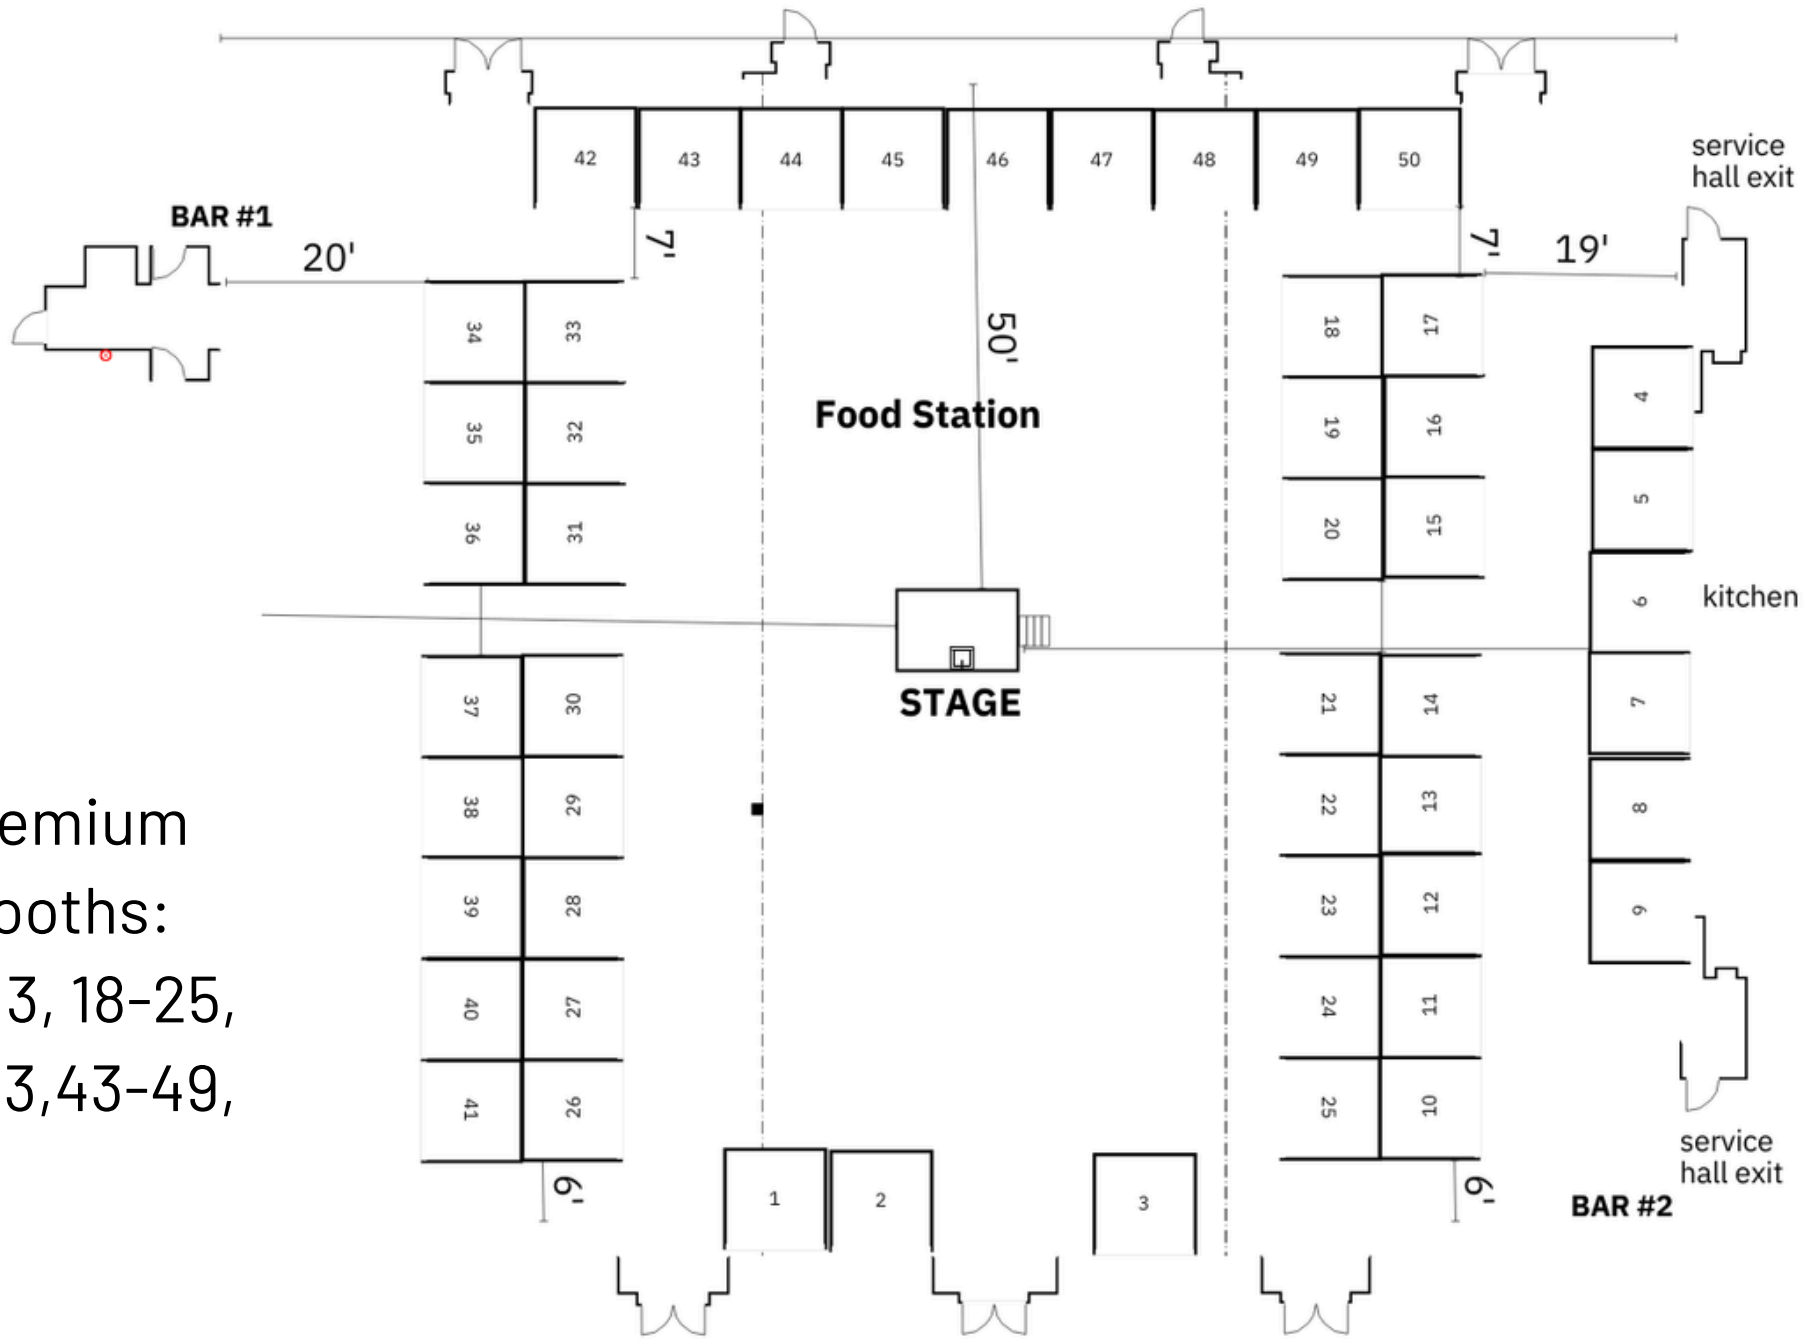 42 43 44 45 46 47 48 49 50
service
hall exit
BAR #1
20'
7'
7'
19'
50'
34 33
18 17
4
35 32
Food Station
19 16
5
36 31
20 15
6
kitchen
STAGE
37 30
21 14
7
38 29
22 13
8
39 28
23 12
9
40 27
24 11
41 26
25 10
emium
ooths:
3, 18-25,
3,43-49,
6'
1 2 3
6'
service
hall exit
BAR #2